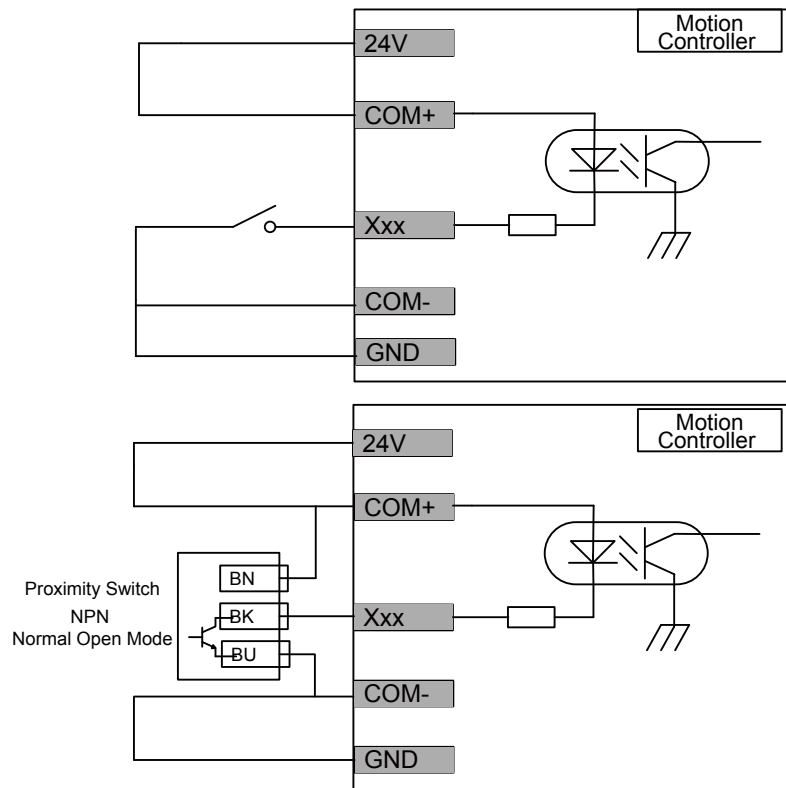 Motion
Controller
24V
COM+
Xxx
COM-
GND
Motion
Controller
24V
COM+
BN
Proximity Switch
NPN
Normal Open Mode
BK
Xxx
BU
COM-
GND